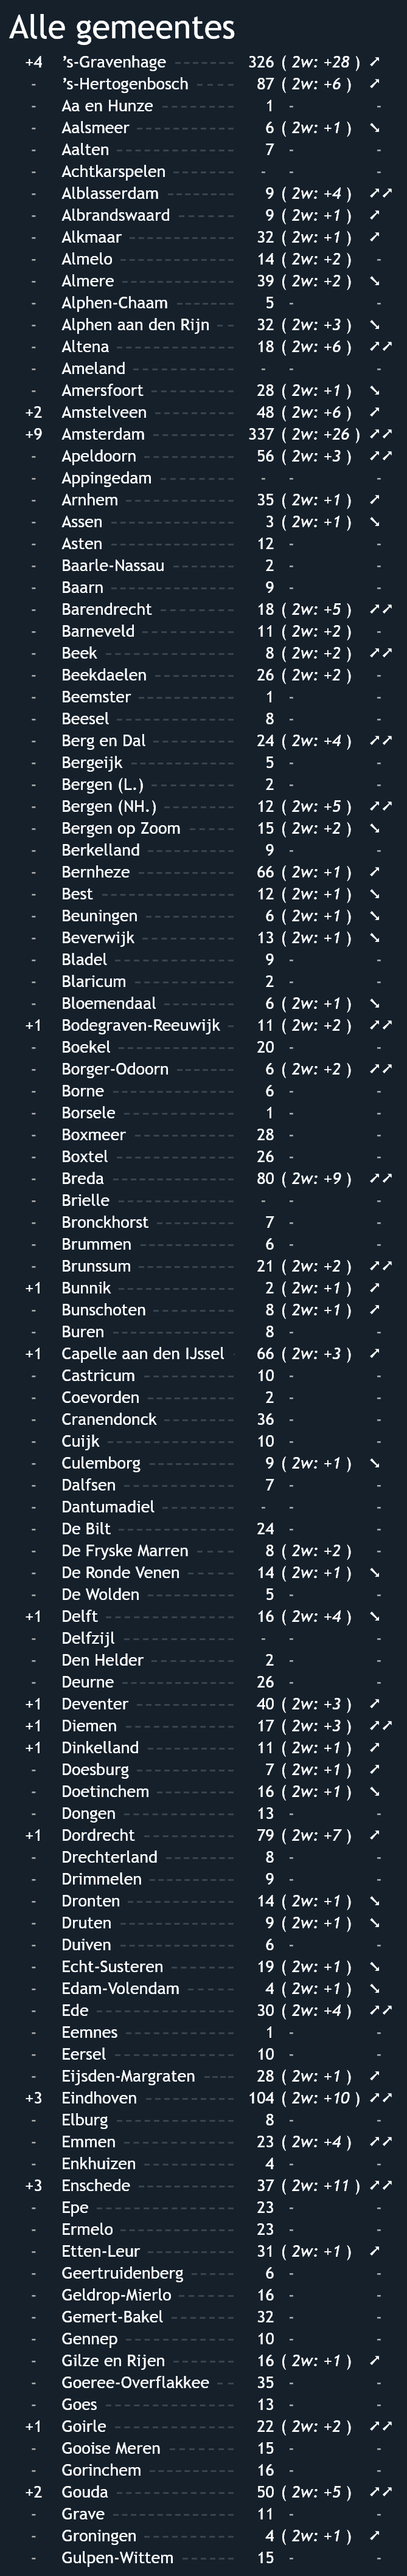 Alle gemeentes
+4 ’s-Gravenhage 326 ( 2w: +28 ) ➚
- ’s-Hertogenbosch 87 ( 2w: +6 ) ➚
- Aa en Hunze 1 - -
- Aalsmeer 6 ( 2w: +1 ) ➘
- Aalten 7 - -
- Achtkarspelen - - -
- Alblasserdam 9 ( 2w: +4 ) ➚➚
- Albrandswaard 9 ( 2w: +1 ) ➚
- Alkmaar 32 ( 2w: +1 ) ➚
- Almelo 14 ( 2w: +2 ) -
- Almere 39 ( 2w: +2 ) ➘
- Alphen-Chaam 5 - -
- Alphen aan den Rijn 32 ( 2w: +3 ) ➘
- Altena 18 ( 2w: +6 ) ➚➚
- Ameland - - -
- Amersfoort 28 ( 2w: +1 ) ➘
+2 Amstelveen 48 ( 2w: +6 ) ➚
+9 Amsterdam 337 ( 2w: +26 ) ➚➚
- Apeldoorn 56 ( 2w: +3 ) ➚➚
- Appingedam - - -
- Arnhem 35 ( 2w: +1 ) ➚
- Assen 3 ( 2w: +1 ) ➘
- Asten 12 - -
- Baarle-Nassau 2 - -
- Baarn 9 - -
- Barendrecht 18 ( 2w: +5 ) ➚➚
- Barneveld 11 ( 2w: +2 ) -
- Beek 8 ( 2w: +2 ) ➚➚
- Beekdaelen 26 ( 2w: +2 ) -
- Beemster 1 - -
- Beesel 8 - -
- Berg en Dal 24 ( 2w: +4 ) ➚➚
- Bergeijk 5 - -
- Bergen (L.) 2 - -
- Bergen (NH.) 12 ( 2w: +5 ) ➚➚
- Bergen op Zoom 15 ( 2w: +2 ) ➘
- Berkelland 9 - -
- Bernheze 66 ( 2w: +1 ) ➚
- Best 12 ( 2w: +1 ) ➘
- Beuningen 6 ( 2w: +1 ) ➘
- Beverwijk 13 ( 2w: +1 ) ➘
- Bladel 9 - -
- Blaricum 2 - -
- Bloemendaal 6 ( 2w: +1 ) ➘
+1 Bodegraven-Reeuwijk 11 ( 2w: +2 ) ➚➚
- Boekel 20 - -
- Borger-Odoorn 6 ( 2w: +2 ) ➚➚
- Borne 6 - -
- Borsele 1 - -
- Boxmeer 28 - -
- Boxtel 26 - -
- Breda 80 ( 2w: +9 ) ➚➚
- Brielle - - -
- Bronckhorst 7 - -
- Brummen 6 - -
- Brunssum 21 ( 2w: +2 ) ➚➚
+1 Bunnik 2 ( 2w: +1 ) ➚
- Bunschoten 8 ( 2w: +1 ) ➚
- Buren 8 - -
+1 Capelle aan den IJssel 66 ( 2w: +3 ) ➚
- Castricum 10 - -
- Coevorden 2 - -
- Cranendonck 36 - -
- Cuijk 10 - -
- Culemborg 9 ( 2w: +1 ) ➘
- Dalfsen 7 - -
- Dantumadiel - - -
- De Bilt 24 - -
- De Fryske Marren 8 ( 2w: +2 ) -
- De Ronde Venen 14 ( 2w: +1 ) ➘
- De Wolden 5 - -
+1 Delft 16 ( 2w: +4 ) ➘
- Delfzijl - - -
- Den Helder 2 - -
- Deurne 26 - -
+1 Deventer 40 ( 2w: +3 ) ➚
+1 Diemen 17 ( 2w: +3 ) ➚➚
+1 Dinkelland 11 ( 2w: +1 ) ➚
- Doesburg 7 ( 2w: +1 ) ➚
- Doetinchem 16 ( 2w: +1 ) ➘
- Dongen 13 - -
+1 Dordrecht 79 ( 2w: +7 ) ➚
- Drechterland 8 - -
- Drimmelen 9 - -
- Dronten 14 ( 2w: +1 ) ➘
- Druten 9 ( 2w: +1 ) ➘
- Duiven 6 - -
- Echt-Susteren 19 ( 2w: +1 ) ➘
- Edam-Volendam 4 ( 2w: +1 ) ➘
- Ede 30 ( 2w: +4 ) ➚➚
- Eemnes 1 - -
- Eersel 10 - -
- Eijsden-Margraten 28 ( 2w: +1 ) ➚
+3 Eindhoven 104 ( 2w: +10 ) ➚➚
- Elburg 8 - -
- Emmen 23 ( 2w: +4 ) ➚➚
- Enkhuizen 4 - -
+3 Enschede 37 ( 2w: +11 ) ➚➚
- Epe 23 - -
- Ermelo 23 - -
- Etten-Leur 31 ( 2w: +1 ) ➚
- Geertruidenberg 6 - -
- Geldrop-Mierlo 16 - -
- Gemert-Bakel 32 - -
- Gennep 10 - -
- Gilze en Rijen 16 ( 2w: +1 ) ➚
- Goeree-Overflakkee 35 - -
- Goes 13 - -
+1 Goirle 22 ( 2w: +2 ) ➚➚
- Gooise Meren 15 - -
- Gorinchem 16 - -
+2 Gouda 50 ( 2w: +5 ) ➚➚
- Grave 11 - -
- Groningen 4 ( 2w: +1 ) ➚
- Gulpen-Wittem 15 - -